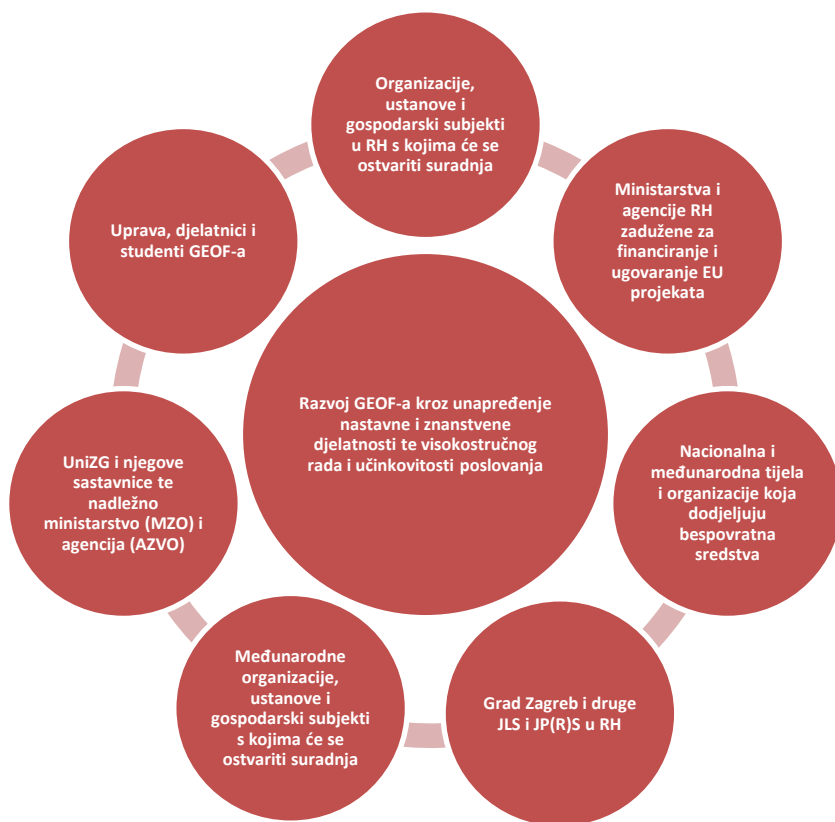 Organizacije,
ustanove i
gospodarski subjekti
u RH s kojima će se
ostvariti suradnja
Ministarstva i
agencije RH
zadužene za
financiranje i
ugovaranje EU
projekata
Nacionalna i
međunarodna tijela
i organizacije koja
dodjeljuju
bespovratna
sredstva
Grad Zagreb i druge
JLS i JP(R)S u RH
Međunarodne
organizacije,
ustanove i
gospodarski subjekti
s kojima će se
ostvariti suradnja
UniZG i njegove
sastavnice te
nadležno
ministarstvo (MZO) i
agencija (AZVO)
Uprava, djelatnici i
studenti GEOF-a
Razvoj GEOF-a kroz unapređenje
nastavne i znanstvene
djelatnosti te visokostručnog
rada i učinkovitosti poslovanja